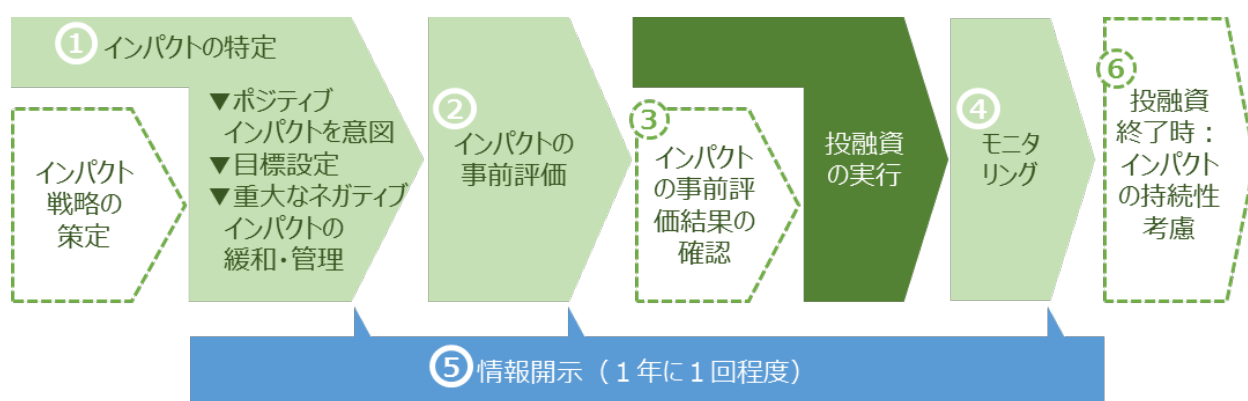 ① インパクトの特定
インパクト
戦略の
策定
▼ポジティブ
インパクトを意図
▼目標設定
▼重大なネガティブ
インパクトの
緩和・管理
②
インパクトの
事前評価
③
インパクト
の事前評
価結果の
確認
投融資
の実行
④
モニタ
リング
⑥
投融資
終了時：
インパクト
の持続性
考慮
⑤情報開示（１年に１回程度）